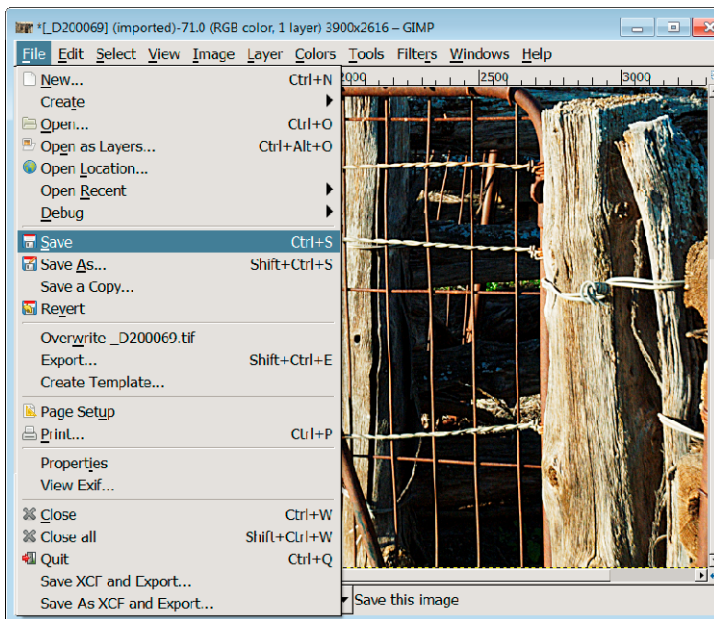 *[_D200069] (imported)-71.0 (RGB color, 1 layer) 3900x2616 – GIMP
File Edit Select View Image Layer Colors Tools Filters Windows Help
2000 2500 3000
New... Ctrl+N
Create
Open... Ctrl+O
Open as Layers... Ctrl+Alt+O
Open Location...
Open Recent
Debug
Save Ctrl+S
Save As... Shift+Ctrl+S
Save a Copy...
Revert
Overwrite _D200069.tif
Export... Shift+Ctrl+E
Create Template...
Page Setup
Print... Ctrl+P
Properties
View Exif...
Close Ctrl+W
Close all Shift+Ctrl+W
Quit Ctrl+Q
Save XCF and Export...
Save As XCF and Export...
Save this image